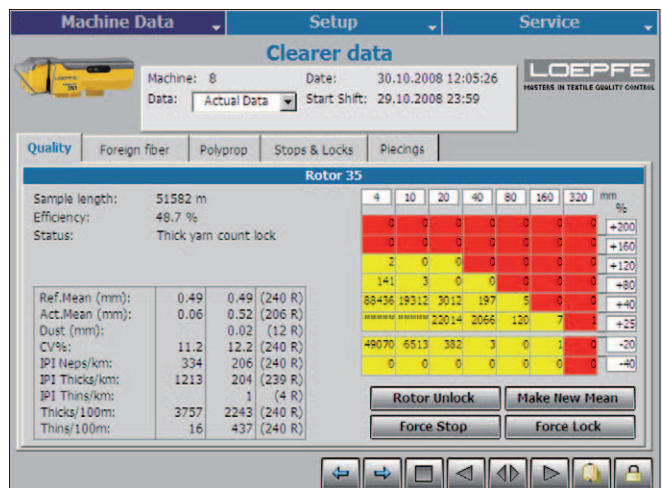 Machine Data Setup Service
Clearer data
LOEPFE
MASTERS IN TEXTILE QUALITY CONTROL
Machine: 8 Date: 30.10.2008 12:05:26
Data: Actual Data Start Shift: 29.10.2008 23:59
Quality Foreign fiber Polyprop Stops & Locks Piecings
Rotor 35
Sample length: 51582 m
Efficiency: 48.7 %
Status: Thick yarn count lock
4 10 20 40 80 160 320 mm
%
0 0 0 0 0 0 0 +200
0 0 0 0 0 0 0 +160
2 0 0 0 0 0 0 +120
141 3 0 0 0 0 0 +80
88436 19312 3012 197 5 0 0 +40
##### ##### 22014 2066 120 7 1 +25
49070 6513 382 3 0 1 0 -20
0 0 0 0 0 0 0 -40
Ref.Mean (mm): 0.49 0.49 (240 R)
Act.Mean (mm): 0.06 0.52 (206 R)
Dust (mm): 0.02 (12 R)
CV%: 11.2 12.2 (240 R)
IPI Neps/km: 334 206 (240 R)
IPI Thicks/km: 1213 204 (239 R)
IPI Thins/km: 1 (4 R)
Thicks/100m: 3757 2243 (240 R)
Thins/100m: 16 437 (240 R)
Rotor Unlock Make New Mean
Force Stop Force Lock